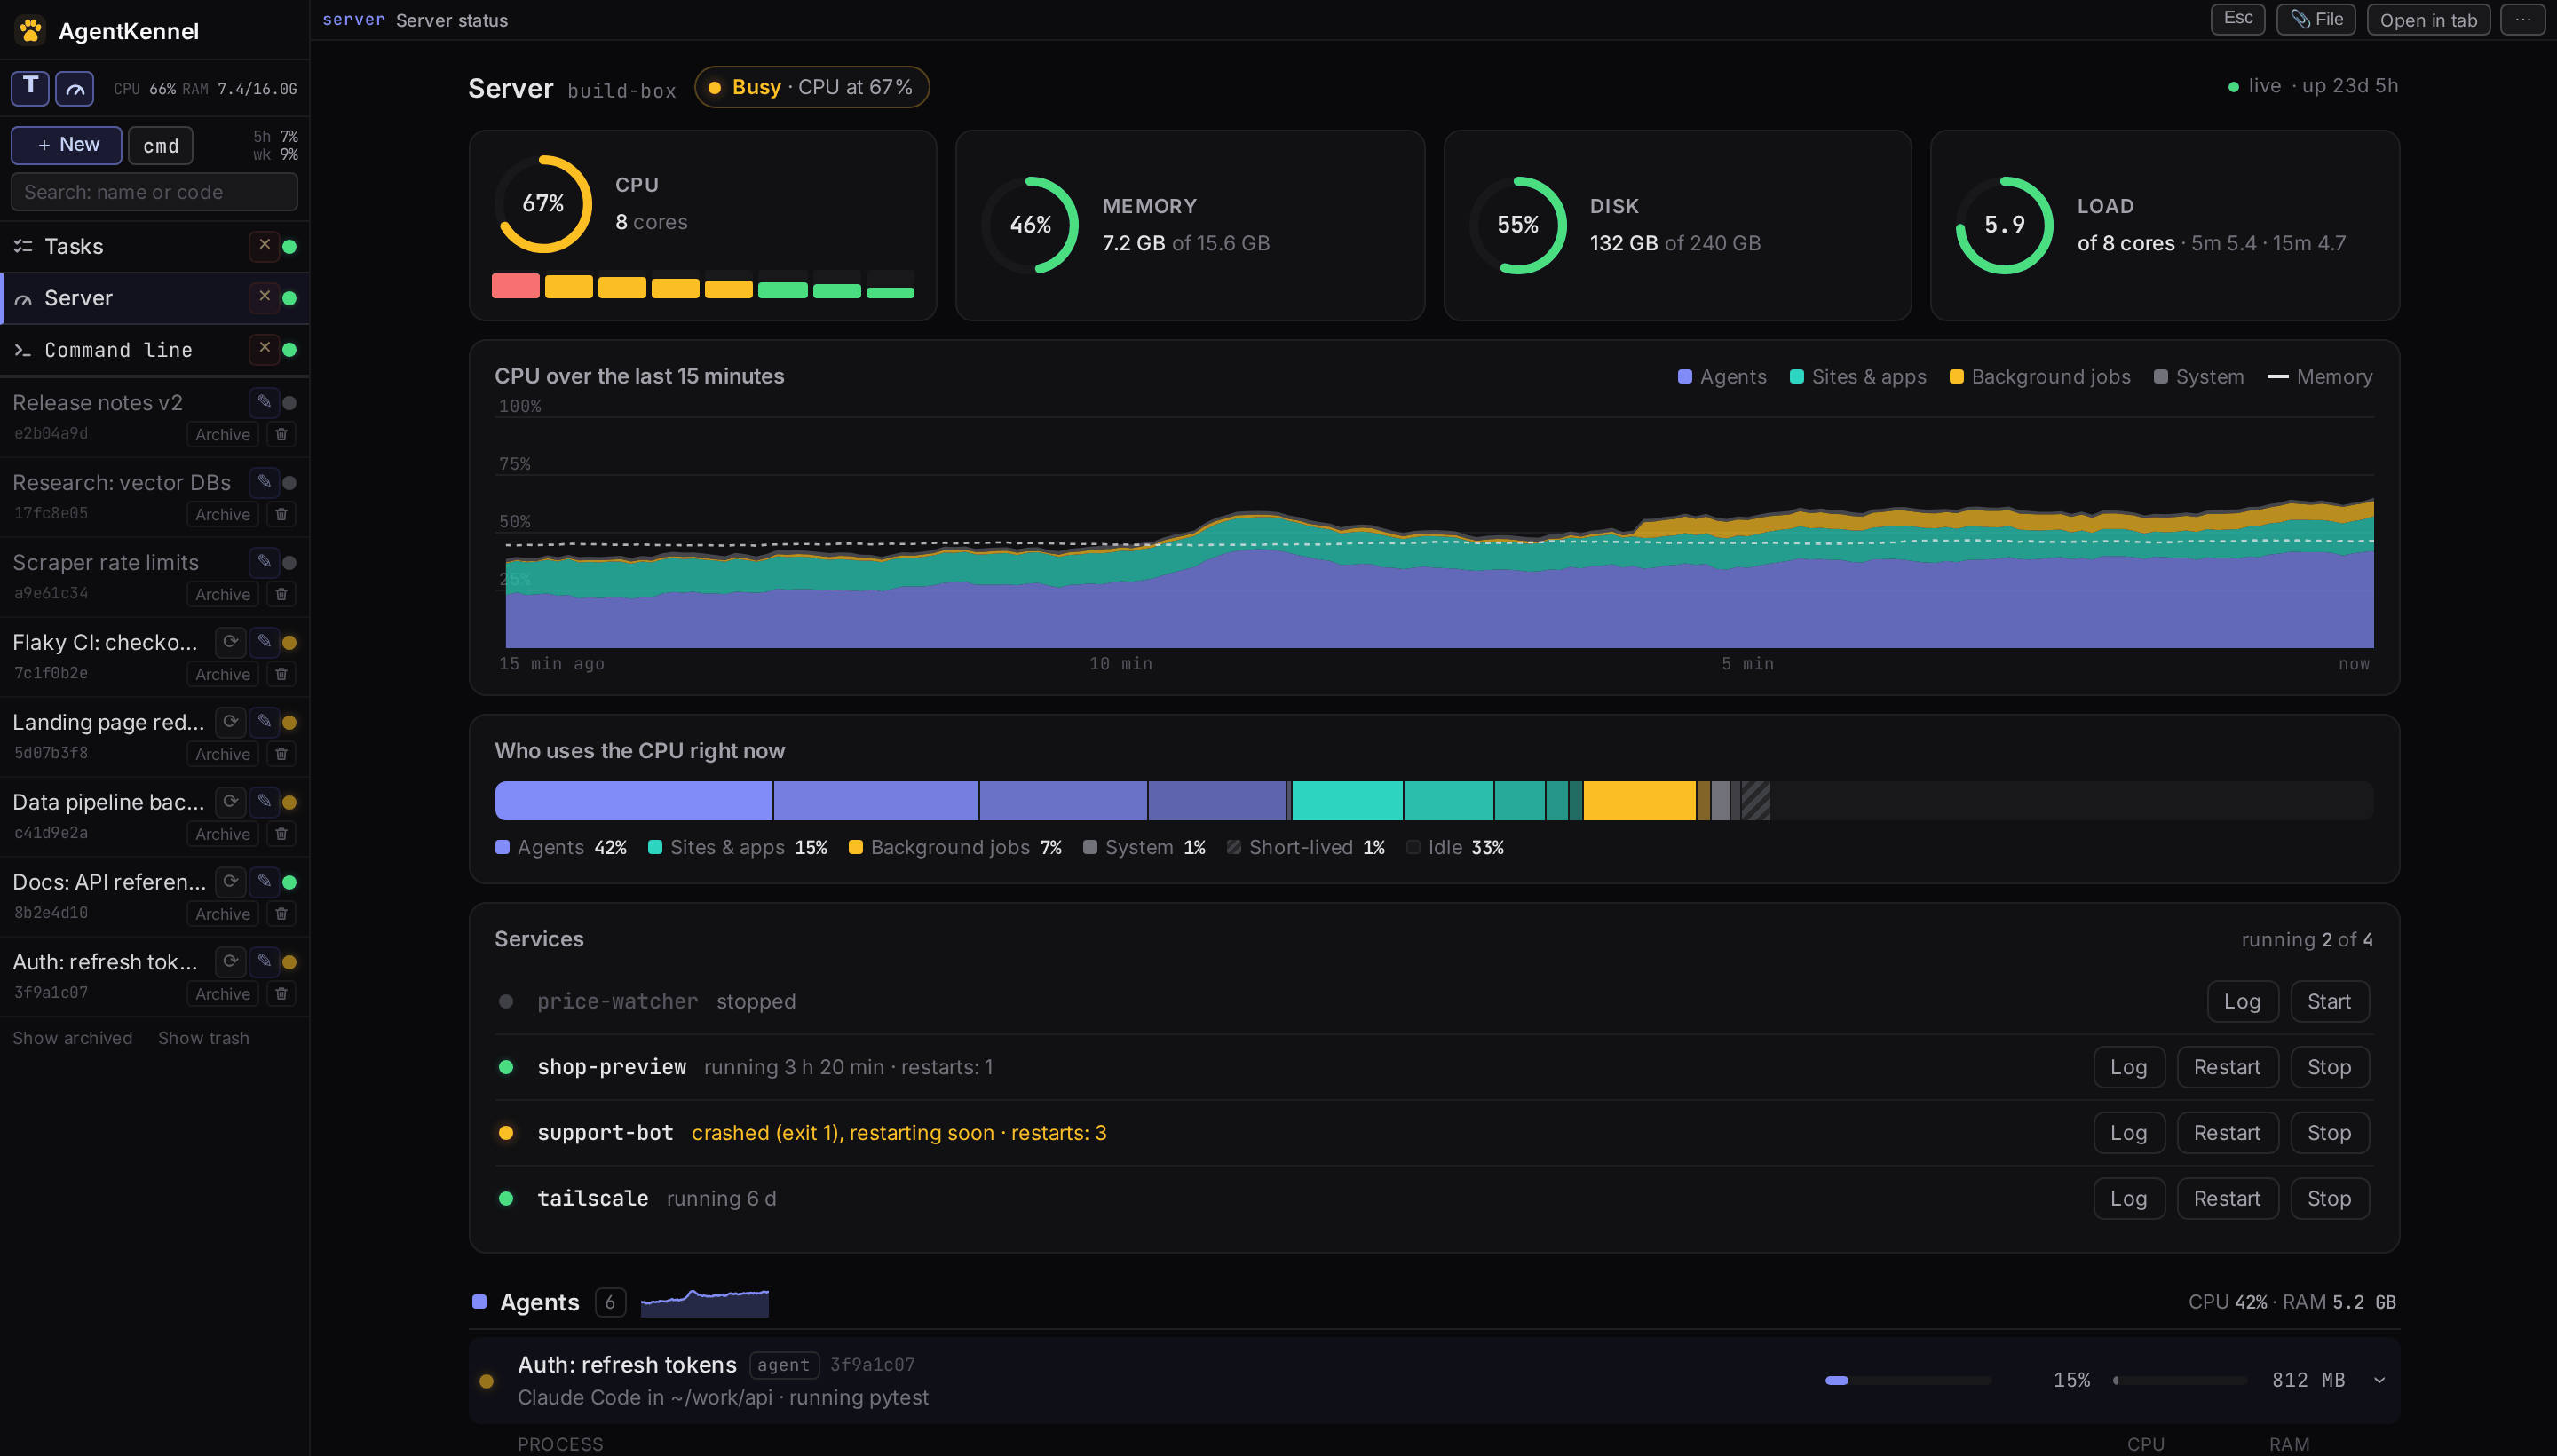 AgentKennel
T CPU 66% RAM 7.4/16.0G
+ New cmd 5h 7%
wk 9%
Search: name or code
Tasks
Server
Command line
Release notes v2
e2b04a9d Archive
Research: vector DBs
17fc8e05 Archive
Scraper rate limits
a9e61c34 Archive
Flaky CI: checko...
7c1f0b2e Archive
Landing page red...
5d07b3f8 Archive
Data pipeline bac...
c41d9e2a Archive
Docs: API referen...
8b2e4d10 Archive
Auth: refresh tok...
3f9a1c07 Archive
Show archived Show trash
server Server status Esc File Open in tab ...
Server build-box Busy · CPU at 67% live · up 23d 5h
67% CPU
8 cores
46% MEMORY
7.2 GB of 15.6 GB
55% DISK
132 GB of 240 GB
5.9 LOAD
of 8 cores · 5m 5.4 · 15m 4.7
CPU over the last 15 minutes Agents Sites & apps Background jobs System Memory
100%
75%
50%
25%
15 min ago 10 min 5 min now
Who uses the CPU right now
Agents 42% Sites & apps 15% Background jobs 7% System 1% Short-lived 1% Idle 33%
Services running 2 of 4
price-watcher stopped Log Start
shop-preview running 3 h 20 min · restarts: 1 Log Restart Stop
support-bot crashed (exit 1), restarting soon · restarts: 3 Log Restart Stop
tailscale running 6 d Log Restart Stop
Agents 6 CPU 42% · RAM 5.2 GB
Auth: refresh tokens agent 3f9a1c07 15% 812 MB
Claude Code in ~/work/api · running pytest
PROCESS CPU RAM